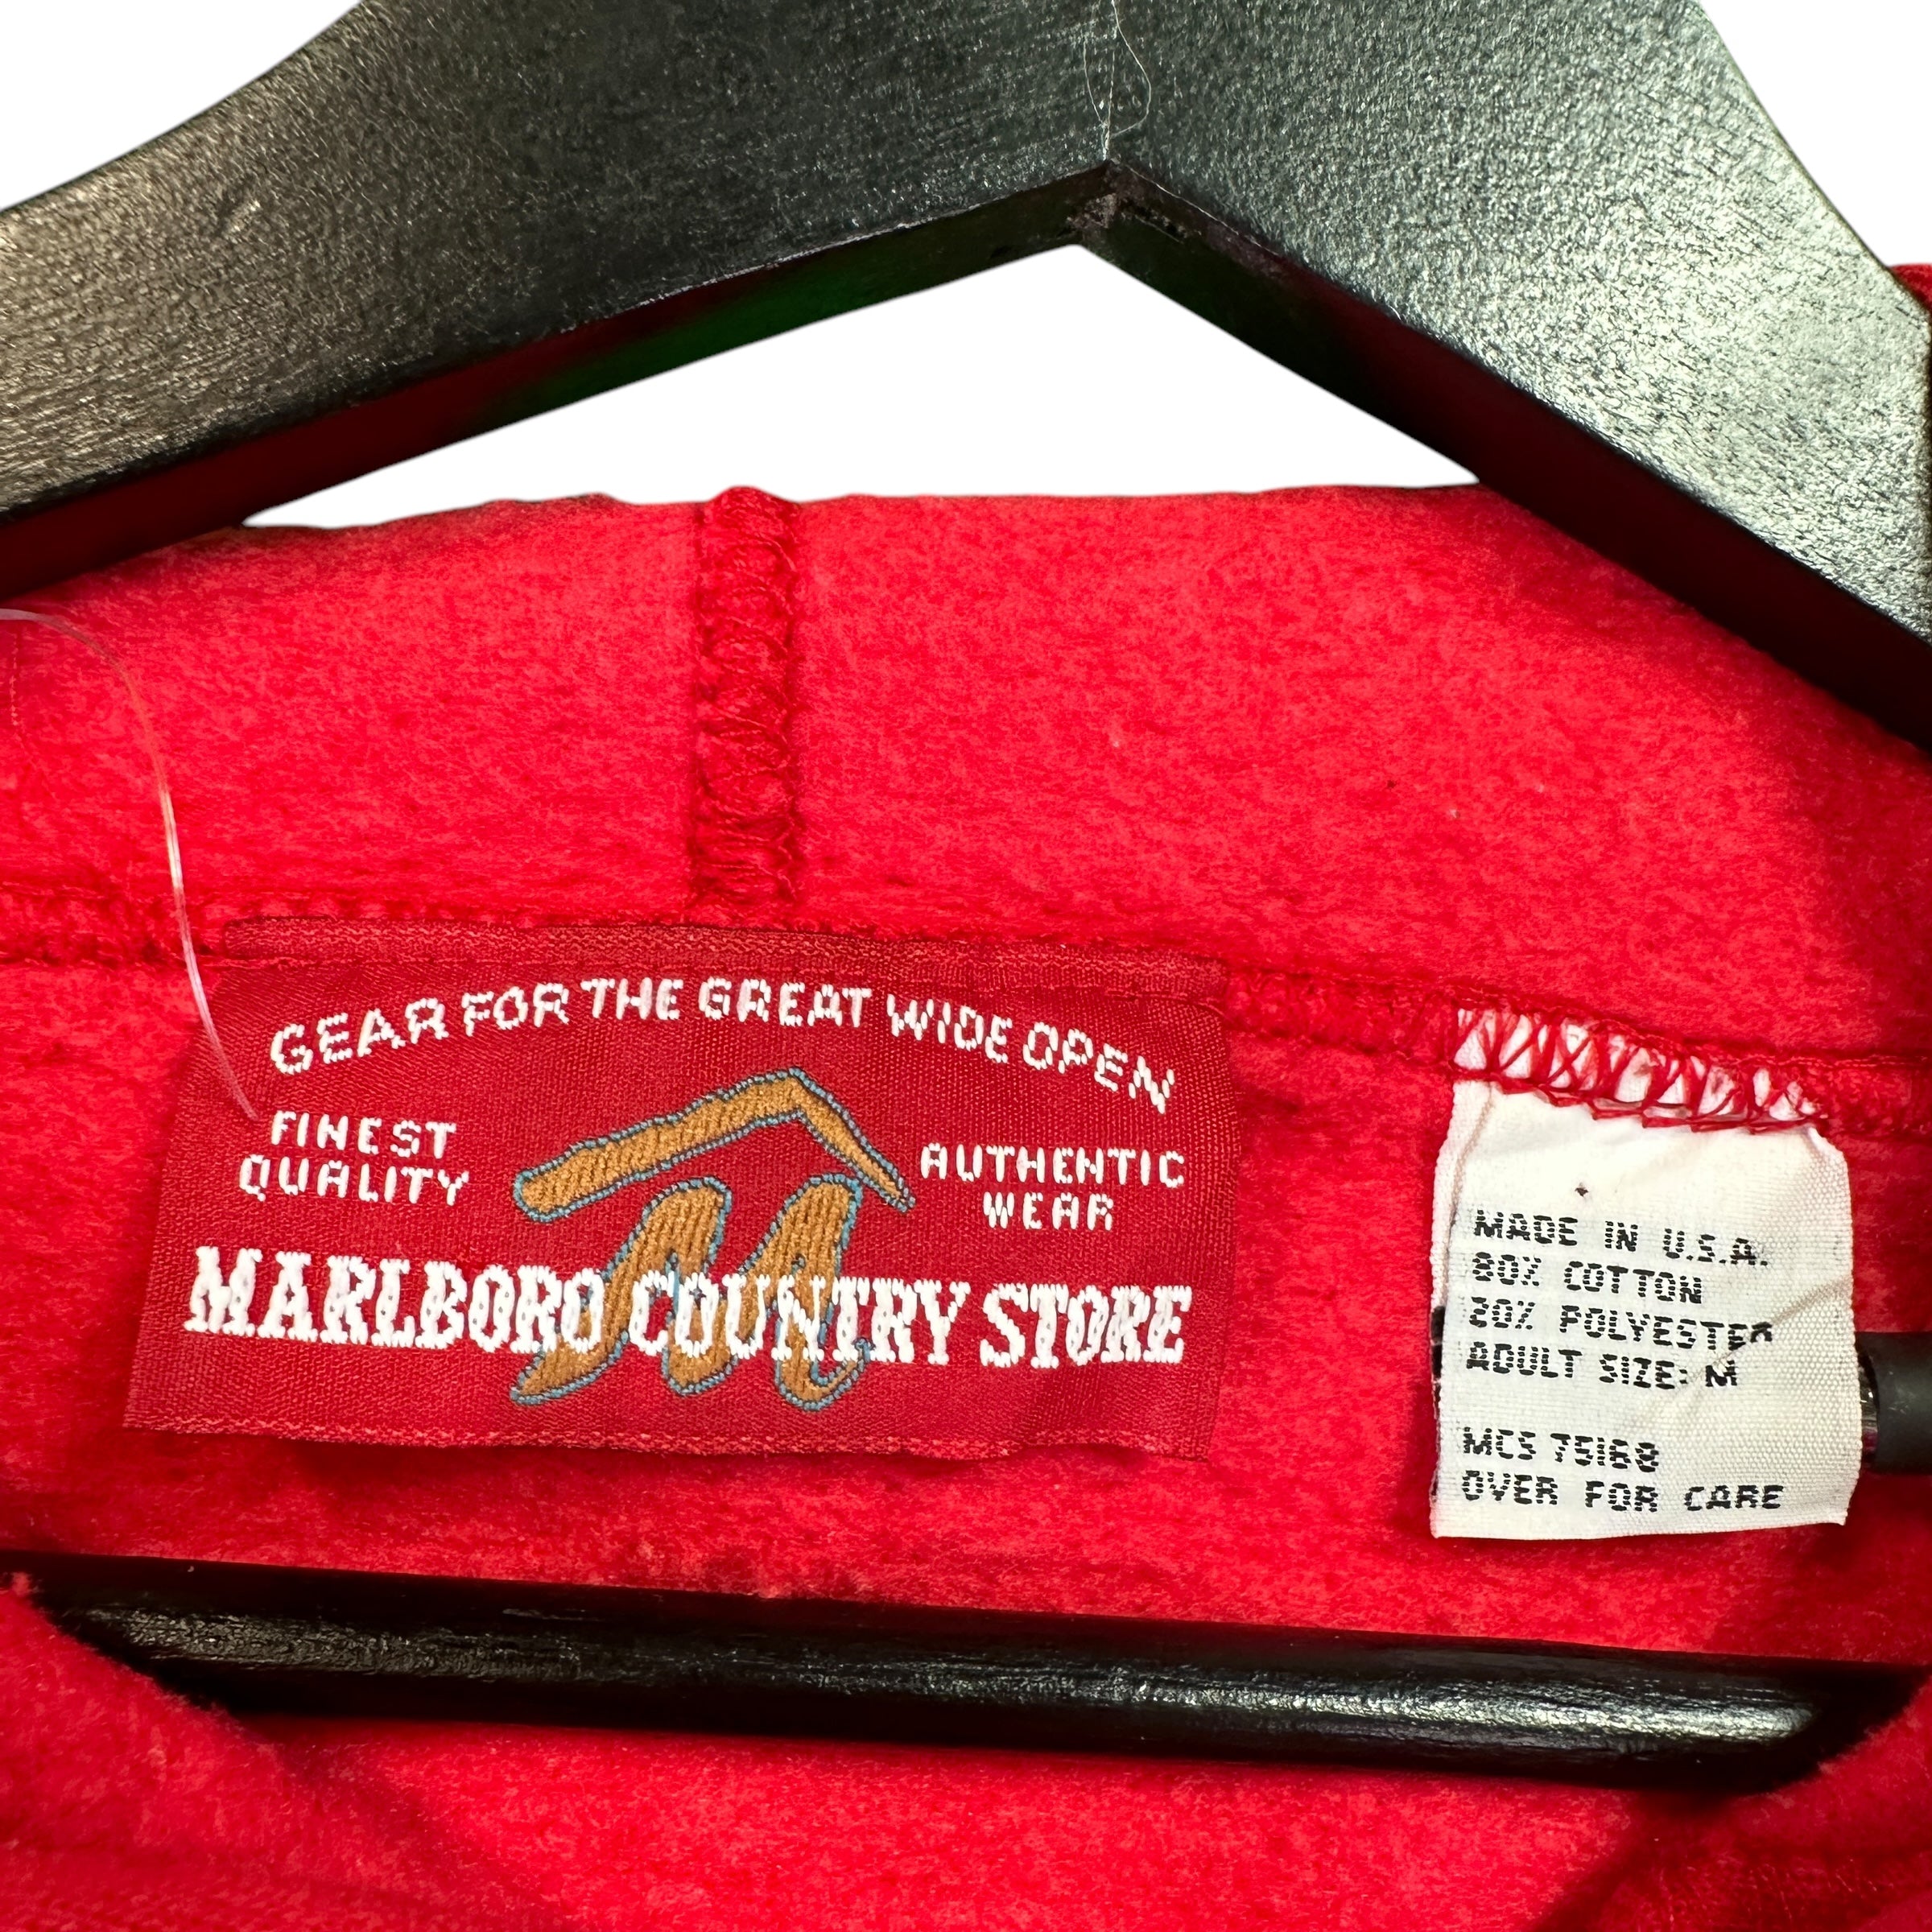 GEAR FOR THE GREAT WIDE OPEN
FINEST
QUALITY
AUTHENTIC
WEAR
M
MARLBORO COUNTRY STORE
MADE IN U.S.A.
80% COTTON
20% POLYESTER
ADULT SIZE: M
MCS 75160
OVER FOR CARE